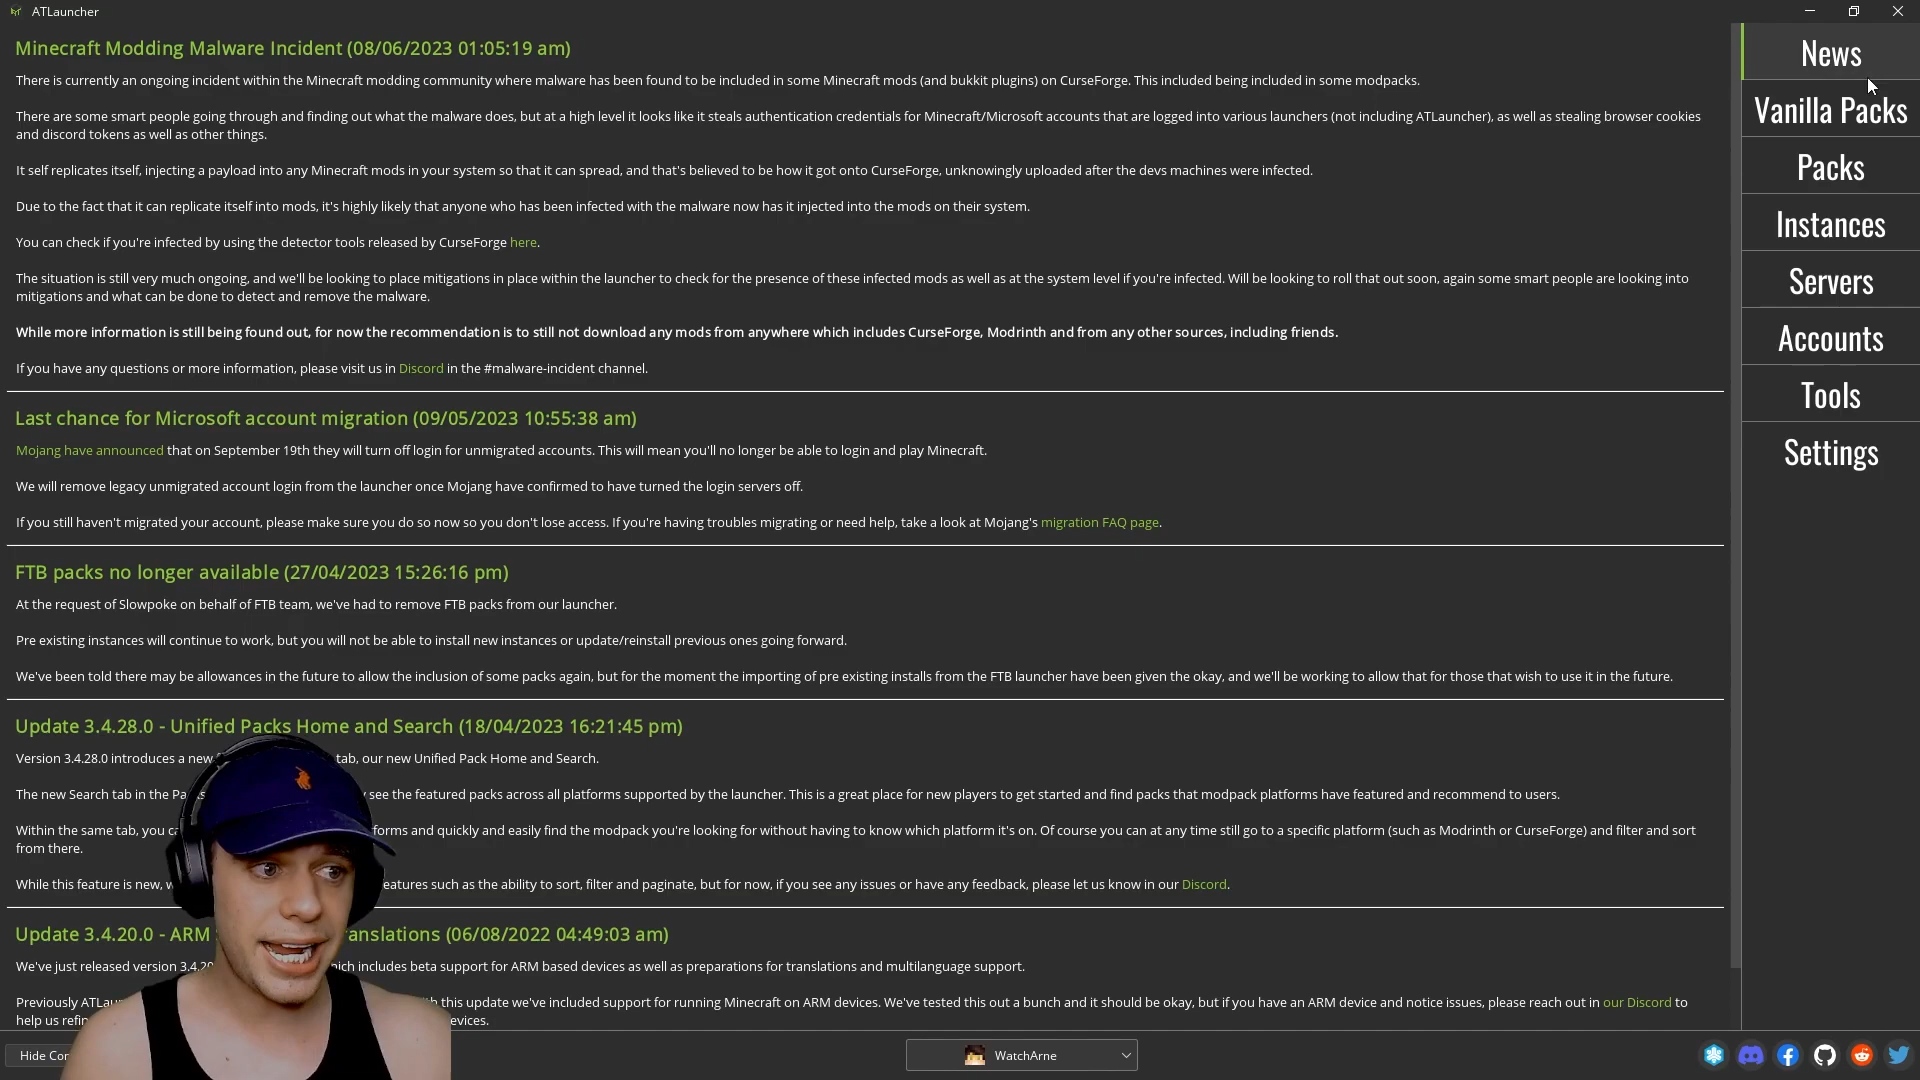 ATLauncher
Minecraft Modding Malware Incident (08/06/2023 01:05:19 am)
There is currently an ongoing incident within the Minecraft modding community where malware has been found to be included in some Minecraft mods (and bukkit plugins) on CurseForge. This included being included in some modpacks.
There are some smart people going through and finding out what the malware does, but at a high level it looks like it steals authentication credentials for Minecraft/Microsoft accounts that are logged into various launchers (not including ATLauncher), as well as stealing browser cookies
and discord tokens as well as other things.
It self replicates itself, injecting a payload into any Minecraft mods in your system so that it can spread, and that's believed to be how it got onto CurseForge, unknowingly uploaded after the devs machines were infected.
Due to the fact that it can replicate itself into mods, it's highly likely that anyone who has been infected with the malware now has it injected into the mods on their system.
You can check if you're infected by using the detector tools released by CurseForge here.
The situation is still very much ongoing, and we'll be looking to place mitigations in place within the launcher to check for the presence of these infected mods as well as at the system level if you're infected. Will be looking to roll that out soon, again some smart people are looking into
mitigations and what can be done to detect and remove the malware.
While more information is still being found out, for now the recommendation is to still not download any mods from anywhere which includes CurseForge, Modrinth and from any other sources, including friends.
If you have any questions or more information, please visit us in Discord in the #malware-incident channel.
Last chance for Microsoft account migration (09/05/2023 10:55:38 am)
Mojang have announced that on September 19th they will turn off login for unmigrated accounts. This will mean you'll no longer be able to login and play Minecraft.
We will remove legacy unmigrated account login from the launcher once Mojang have confirmed to have turned the login servers off.
If you still haven't migrated your account, please make sure you do so now so you don't lose access. If you're having troubles migrating or need help, take a look at Mojang's migration FAQ page.
FTB packs no longer available (27/04/2023 15:26:16 pm)
At the request of Slowpoke on behalf of FTB team, we've had to remove FTB packs from our launcher.
Pre existing instances will continue to work, but you will not be able to install new instances or update/reinstall previous ones going forward.
We've been told there may be allowances in the future to allow the inclusion of some packs again, but for the moment the importing of pre existing installs from the FTB launcher have been given the okay, and we'll be working to allow that for those that wish to use it in the future.
Update 3.4.28.0 - Unified Packs Home and Search (18/04/2023 16:21:45 pm)
Version 3.4.28.0 introduces a new tab, our new Unified Pack Home and Search.
The new Search tab in the see the featured packs across all platforms supported by the launcher. This is a great place for new players to get started and find packs that modpack platforms have featured and recommend to users.
Within the same tab, you and quickly and easily find the modpack you're looking for without having to know which platform it's on. Of course you can at any time still go to a specific platform (such as Modrinth or CurseForge) and filter and sort
from there.
While this feature is new, such as the ability to sort, filter and paginate, but for now, if you see any issues or have any feedback, please let us know in our Discord.
Update 3.4.20.0 - ARM (06/08/2022 04:49:03 am)
We've just released version includes beta support for ARM based devices as well as preparations for translations and multilanguage support.
Previously this update we've included support for running Minecraft on ARM devices. We've tested this out a bunch and it should be okay, but if you have an ARM device and notice issues, please reach out in our Discord to
help us
News
Vanilla Packs
Packs
Instances
Servers
Accounts
Tools
Settings
Hide
WatchArne